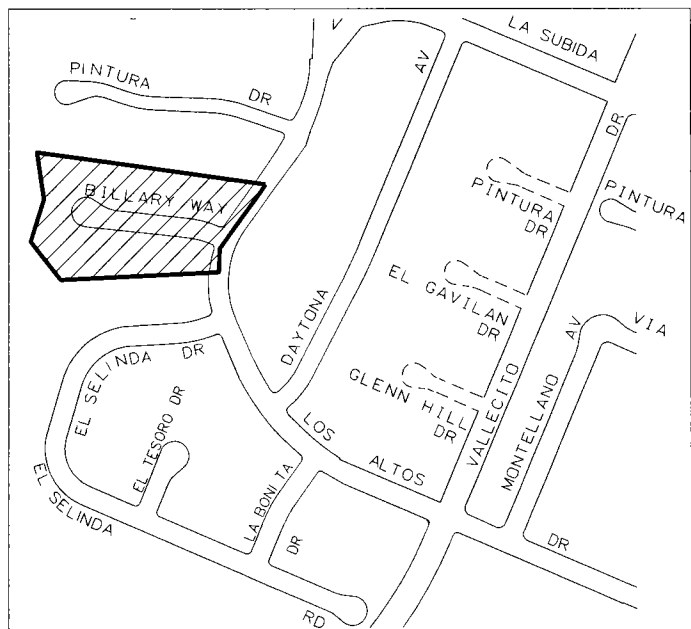 LA SUBIDA
PINTURA DR
AV
DR
BILLARY WAY
PINTURA DR
PINTURA
EL GAVILAN DR
DAYTONA
AV
VIA
EL SELINDA DR
GLENN HILL DR
VALLECITO
MONTELLANO
EL TESORO DR
LOS ALTOS
LA BONITA
DR
EL SELINDA
RD
DR